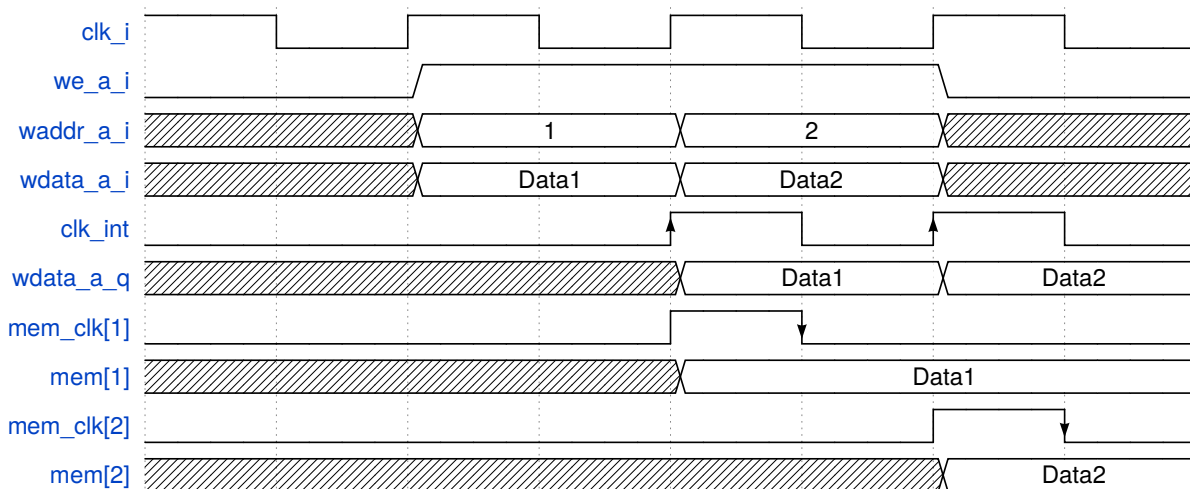 clk_i
we_a_i
waddr_a_i 1 2
wdata_a_i Data1 Data2
clk_int
wdata_a_q Data1 Data2
mem_clk[1]
mem[1] Data1
mem_clk[2]
mem[2] Data2